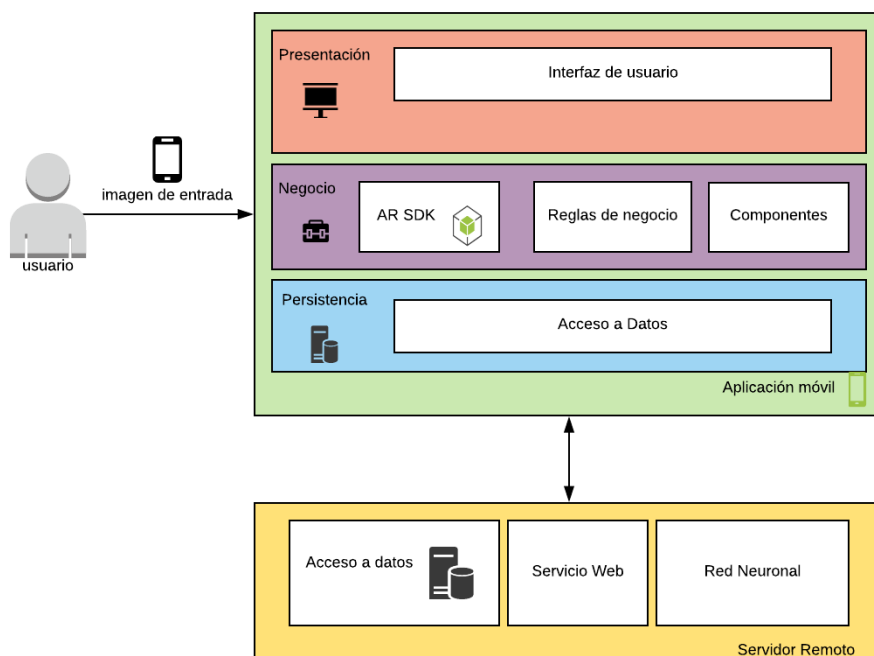 Presentación
Interfaz de usuario
imagen de entrada
usuario
Negocio
AR SDK
Reglas de negocio
Componentes
Persistencia
Acceso a Datos
Aplicación móvil
Acceso a datos
Servicio Web
Red Neuronal
Servidor Remoto